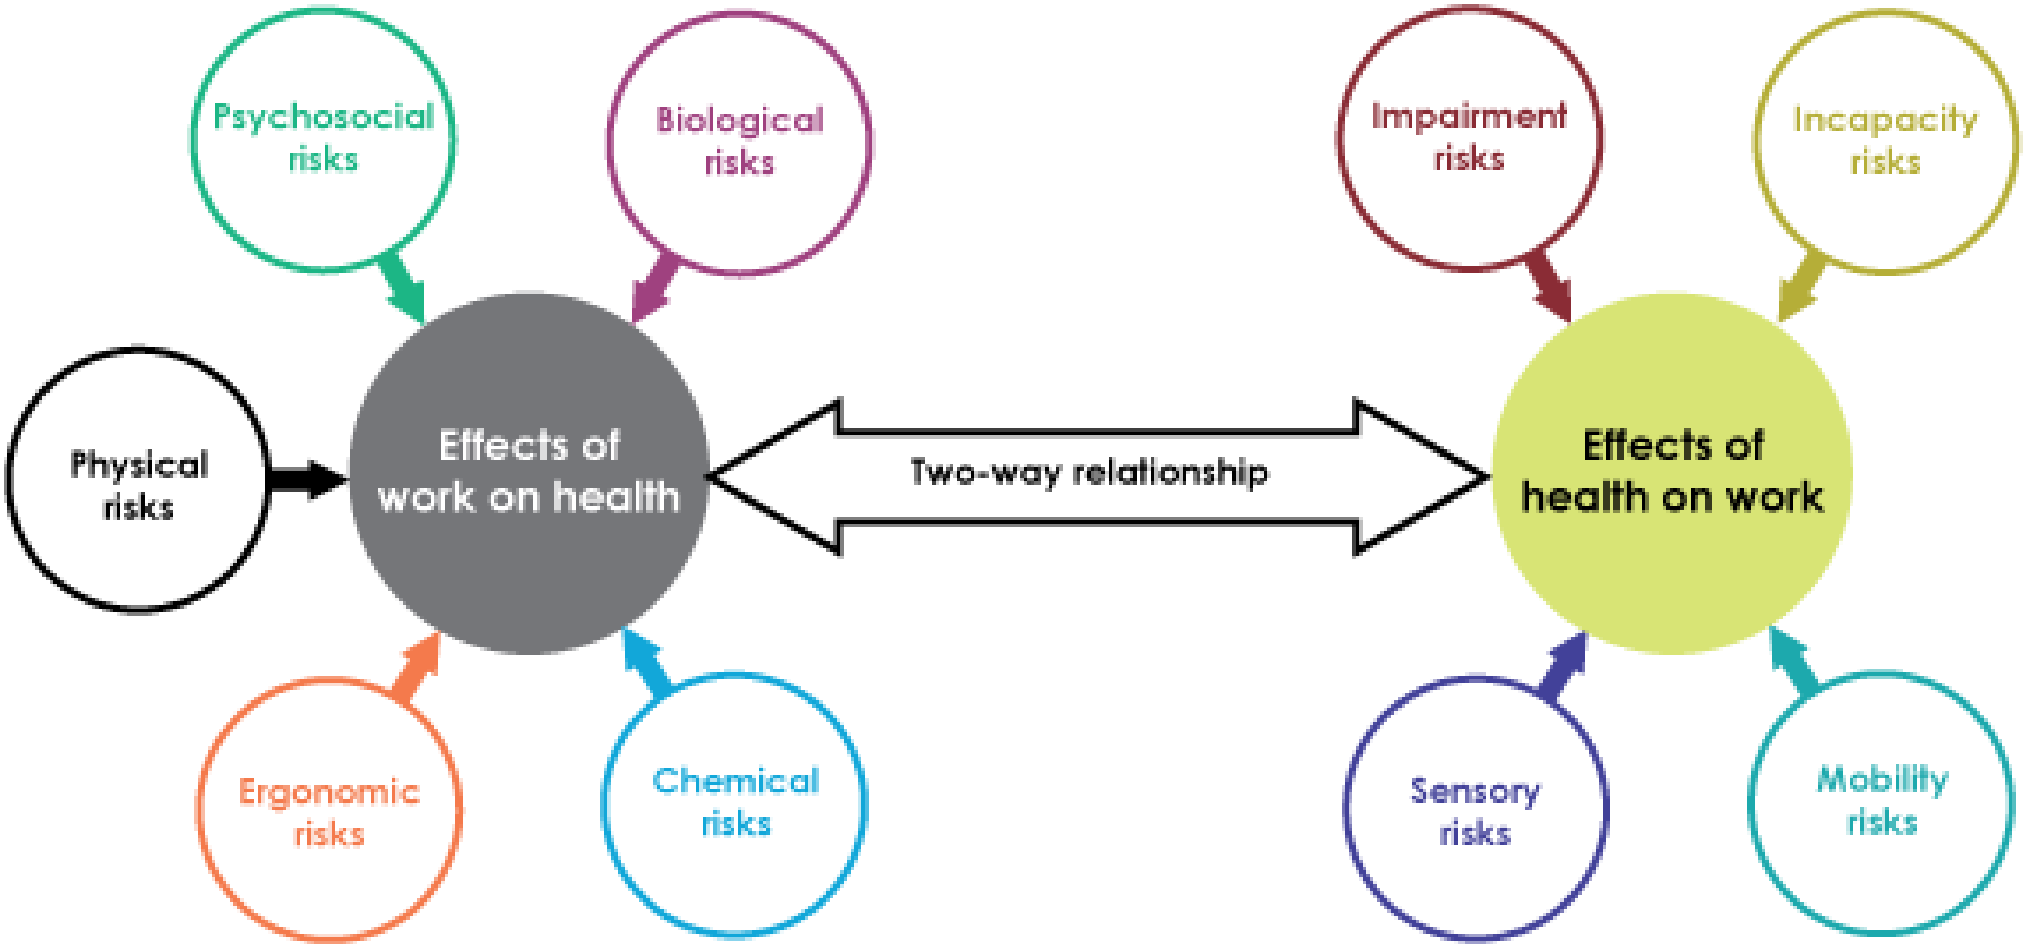 Psychosocial
risks
Biological
risks
Impairment
risks
Incapacity
risks
Physical
risks
Effects of
work on health
Two-way relationship
Effects of
health on work
Ergonomic
risks
Chemical
risks
Sensory
risks
Mobility
risks